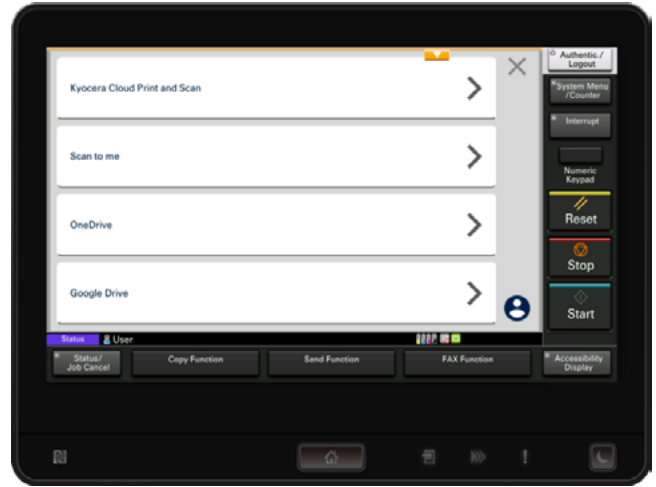 Kyocera Cloud Print and Scan
Scan to me
OneDrive
Google Drive
Authentic./
Logout
System Menu
/Counter
Interrupt
Numeric
Keypad
Reset
Stop
Start
Status
User
Status/
Job Cancel
Copy Function
Send Function
FAX Function
Accessibility
Display